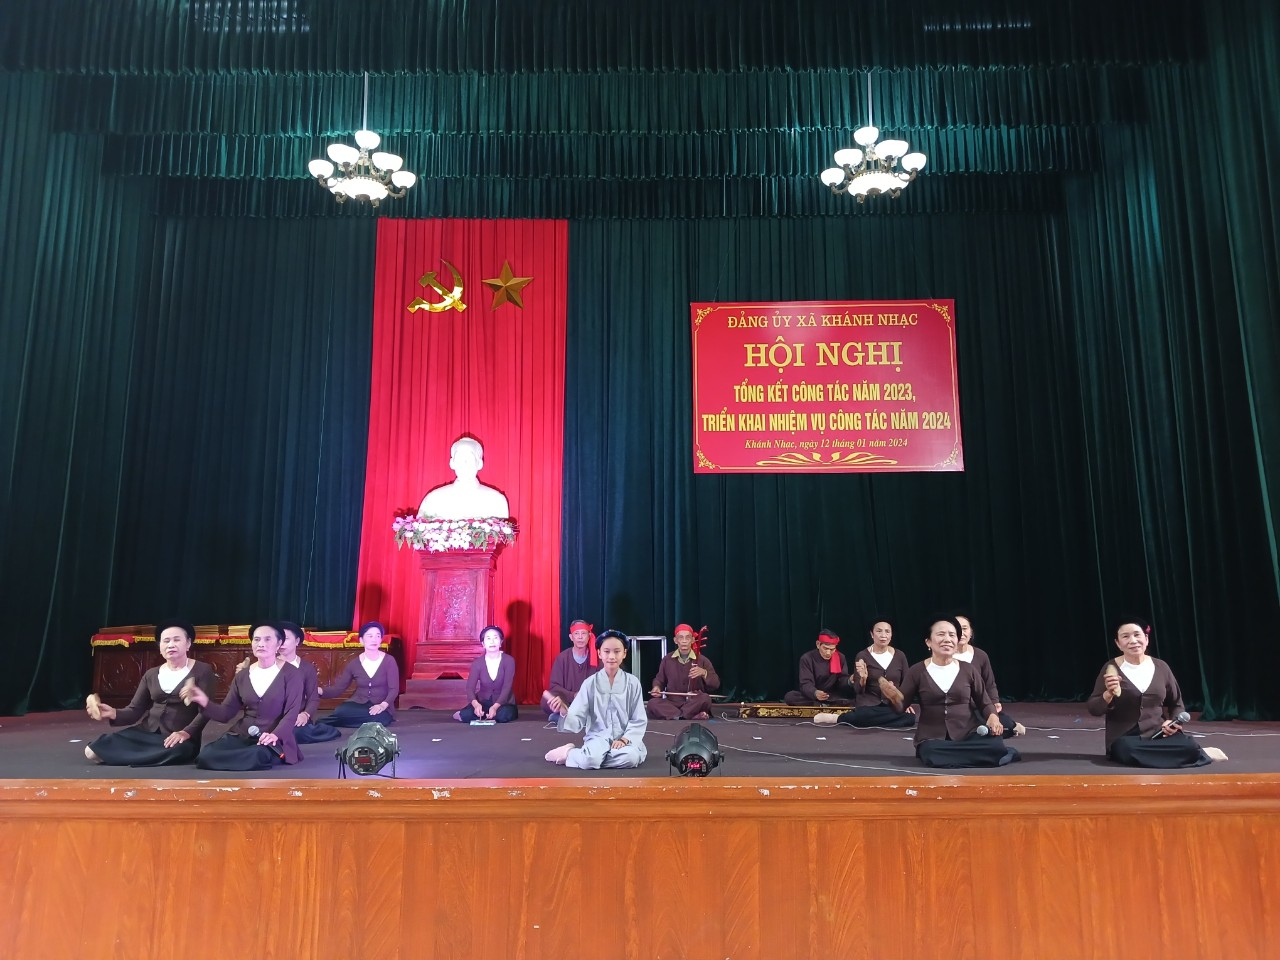 ĐẢNG ỦY XÃ KHÁNH NHẠC
HỘI NGHỊ
TỔNG KẾT CÔNG TÁC NĂM 2023,
TRIỂN KHAI NHIỆM VỤ CÔNG TÁC NĂM 2024
Khánh Nhạc, ngày 12 tháng 01 năm 2024